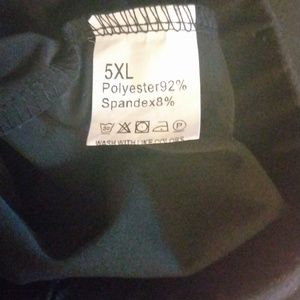 5XL
Polyester92%
Spandex8%
WASH WITH LIKE COLORS